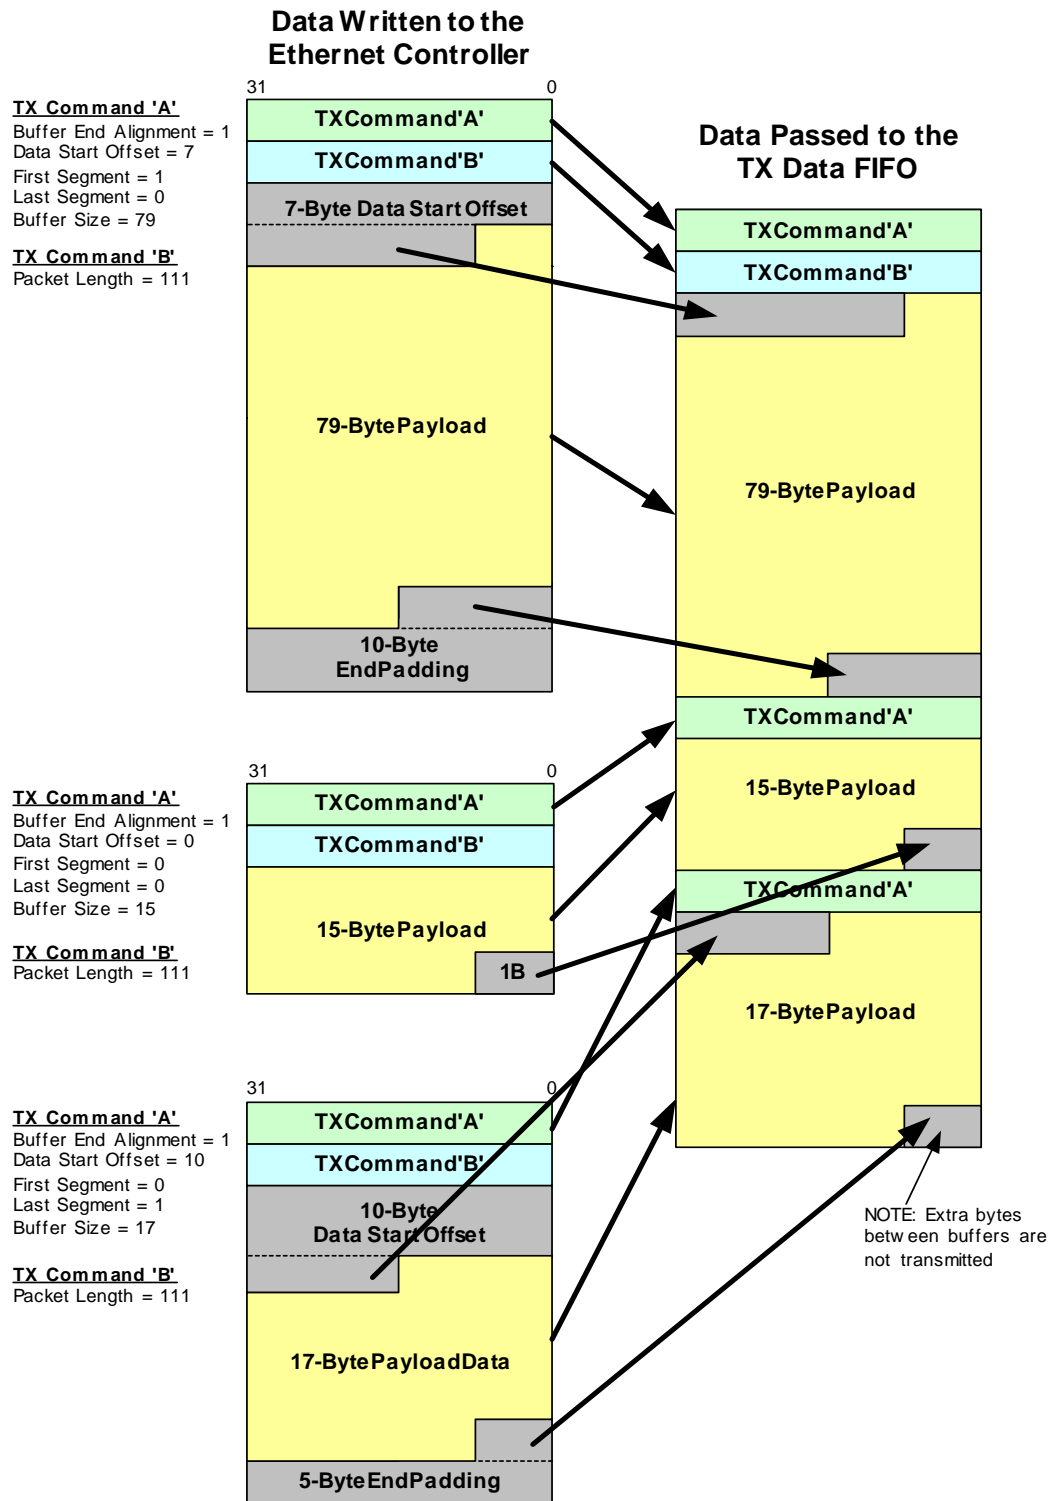 Data Written to the
Ethernet Controller
31 0
TX Command 'A'
Buffer End Alignment = 1
Data Start Offset = 7
First Segment = 1
Last Segment = 0
Buffer Size = 79
TX Command 'B'
Packet Length = 111
TXCommand'A'
TXCommand'B'
7-Byte Data Start Offset
79-BytePayload
10-Byte
EndPadding
Data Passed to the
TX Data FIFO
TXCommand'A'
TXCommand'B'
79-BytePayload
TXCommand'A'
15-BytePayload
TXCommand'A'
17-BytePayload
NOTE: Extra bytes
between buffers are
not transmitted
31 0
TX Command 'A'
Buffer End Alignment = 1
Data Start Offset = 0
First Segment = 0
Last Segment = 0
Buffer Size = 15
TX Command 'B'
Packet Length = 111
TXCommand'A'
TXCommand'B'
15-BytePayload
1B
31 0
TX Command 'A'
Buffer End Alignment = 1
Data Start Offset = 10
First Segment = 0
Last Segment = 1
Buffer Size = 17
TX Command 'B'
Packet Length = 111
TXCommand'A'
TXCommand'B'
10-Byte
Data Start Offset
17-BytePayloadData
5-ByteEndPadding